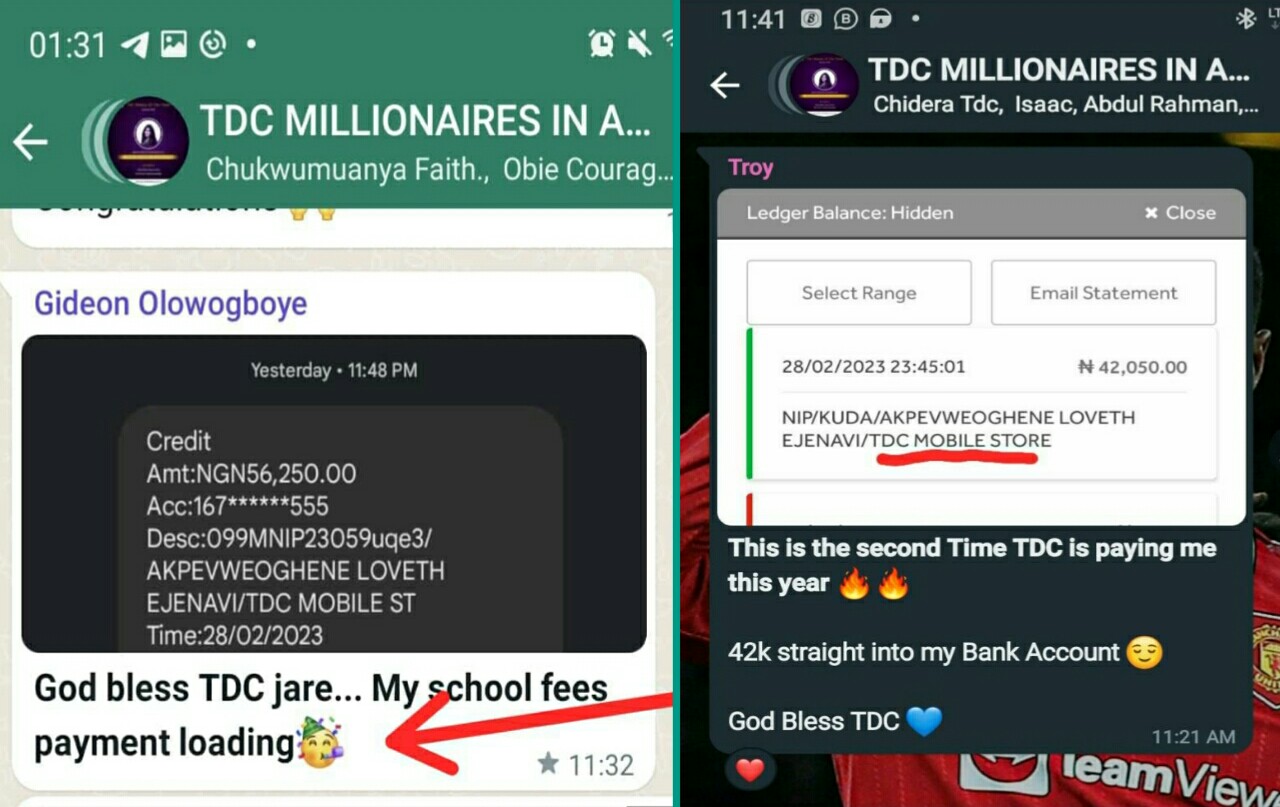 01:31
TDC MILLIONAIRES IN A...
Chukwumuanya Faith., Obie Courag...
Congratulations 🙌🙌
Gideon Olowogboye
Yesterday • 11:48 PM
Credit
Amt:NGN56,250.00
Acc:167******555
Desc:099MNIP23059uqe3/
AKPEVWEOGHENE LOVETH
EJENAVI/TDC MOBILE ST
Time:28/02/2023
God bless TDC jare... My school fees
payment loading🥳
★ 11:32
11:41
LT
TDC MILLIONAIRES IN A...
Chidera Tdc, Isaac, Abdul Rahman,...
Troy
Ledger Balance: Hidden
✖ Close
Select Range
Email Statement
28/02/2023 23:45:01
₦ 42,050.00
NIP/KUDA/AKPEVWEOGHENE LOVETH
EJENAVI/TDC MOBILE STORE
This is the second Time TDC is paying me
this year 🔥🔥
42k straight into my Bank Account 😌
God Bless TDC 💙
11:21 AM
TeamView